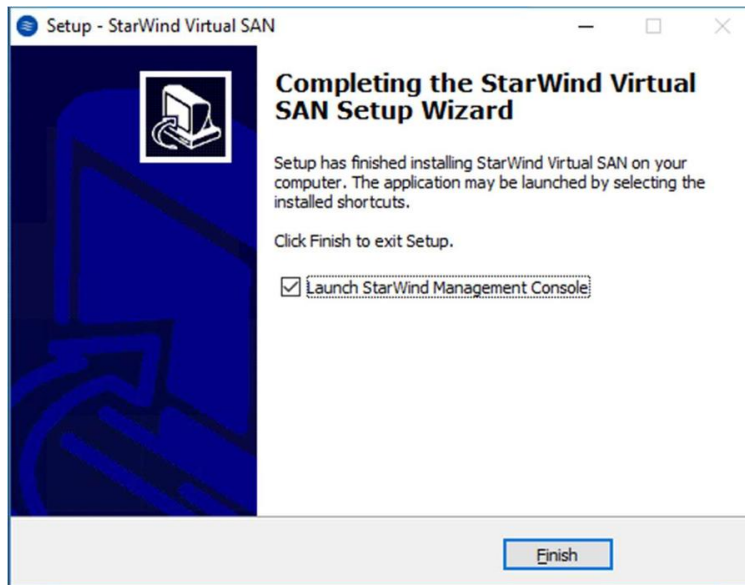 Setup - StarWind Virtual SAN
Completing the StarWind Virtual
SAN Setup Wizard
Setup has finished installing StarWind Virtual SAN on your
computer. The application may be launched by selecting the
installed shortcuts.
Click Finish to exit Setup.
Launch StarWind Management Console
Finish